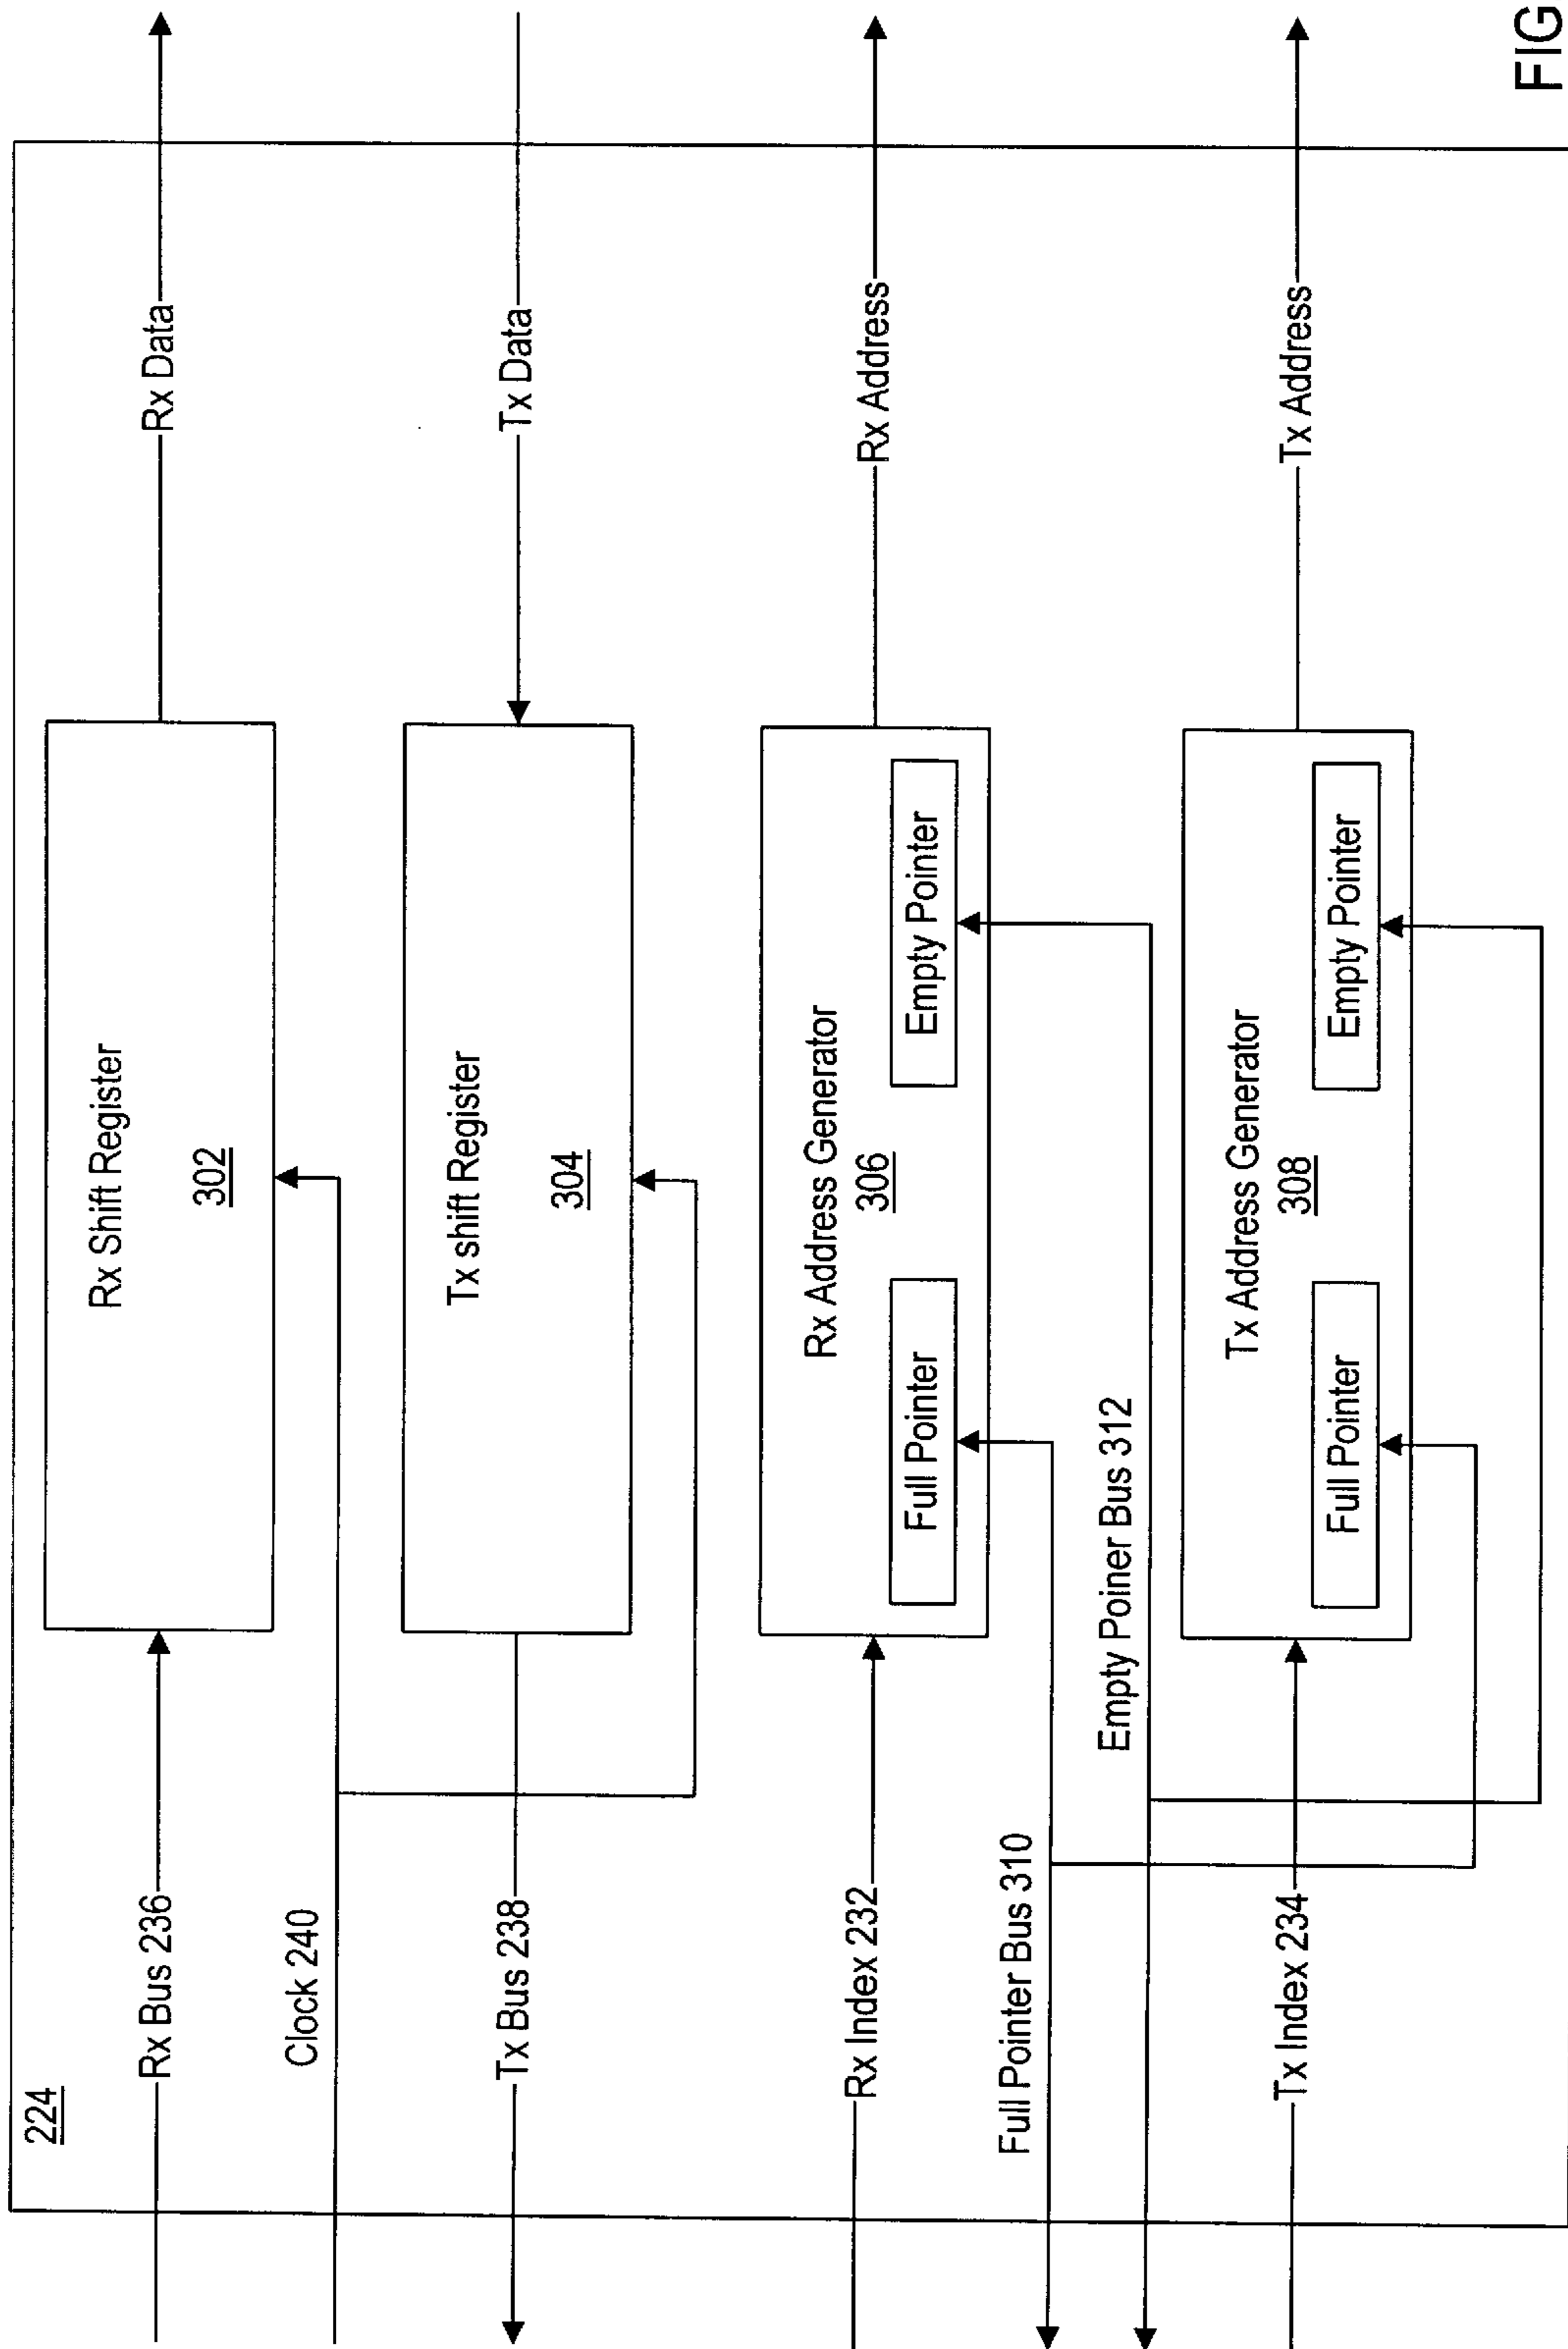 224
Rx Bus 236
Rx Shift Register
302
Rx Data
Clock 240
Tx Bus 238
Tx shift Register
304
Tx Data
Rx Index 232
Rx Address Generator
306
Full Pointer
Empty Pointer
Rx Address
Full Pointer Bus 310
Empty Poiner Bus 312
Tx Index 234
Tx Address Generator
308
Full Pointer
Empty Pointer
Tx Address
FIG